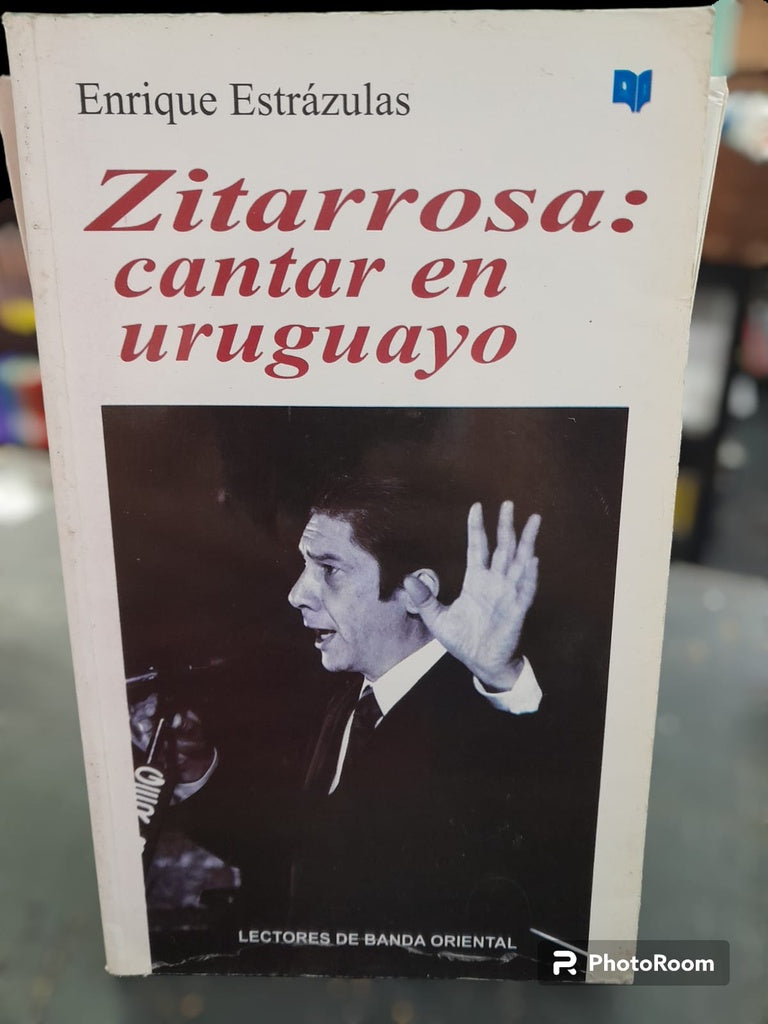 Enrique Estrázulas
Zitarrosa:
cantar en
uruguayo
LECTORES DE BANDA ORIENTAL
PhotoRoom